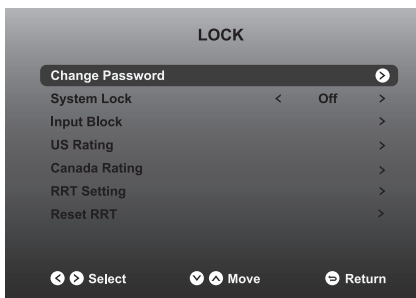 LOCK
Change Password >
System Lock < Off >
Input Block >
US Rating >
Canada Rating >
RRT Setting >
Reset RRT >
Select Move Return